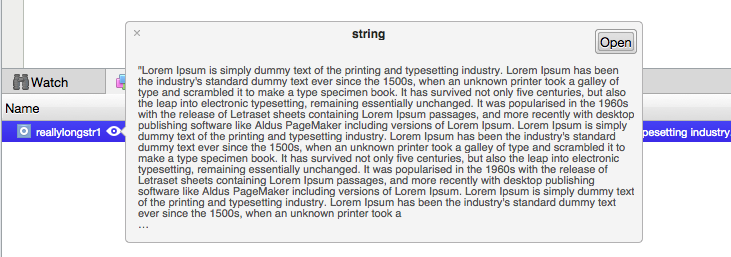 × string
Open
"Lorem Ipsum is simply dummy text of the printing and typesetting industry. Lorem Ipsum has been
the industry's standard dummy text ever since the 1500s, when an unknown printer took a galley of
type and scrambled it to make a type specimen book. It has survived not only five centuries, but also
the leap into electronic typesetting, remaining essentially unchanged. It was popularised in the 1960s
with the release of Letraset sheets containing Lorem Ipsum passages, and more recently with desktop
publishing software like Aldus PageMaker including versions of Lorem Ipsum. Lorem Ipsum is simply
dummy text of the printing and typesetting industry. Lorem Ipsum has been the industry's standard
dummy text ever since the 1500s, when an unknown printer took a galley of type and scrambled it to
make a type specimen book. It has survived not only five centuries, but also the leap into electronic
typesetting, remaining essentially unchanged. It was popularised in the 1960s with the release of
Letraset sheets containing Lorem Ipsum passages, and more recently with desktop publishing
software like Aldus PageMaker including versions of Lorem Ipsum. Lorem Ipsum is simply dummy text
of the printing and typesetting industry. Lorem Ipsum has been the industry's standard dummy text
ever since the 1500s, when an unknown printer took a
…
Watch
Name
reallylongstr1
industry.